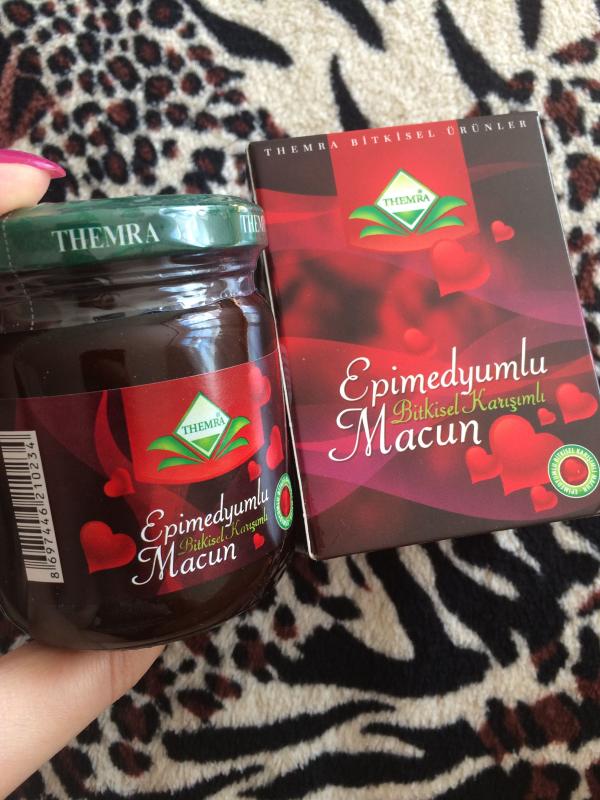 THEMRA BİTKİSEL ÜRÜNLER
THEMRA
Epimedyumlu
Bitkisel Karışımlı
Macun
THEMRA
THEMRA
Epimedyumlu
Bitkisel Karışımlı
Macun
8697446210234